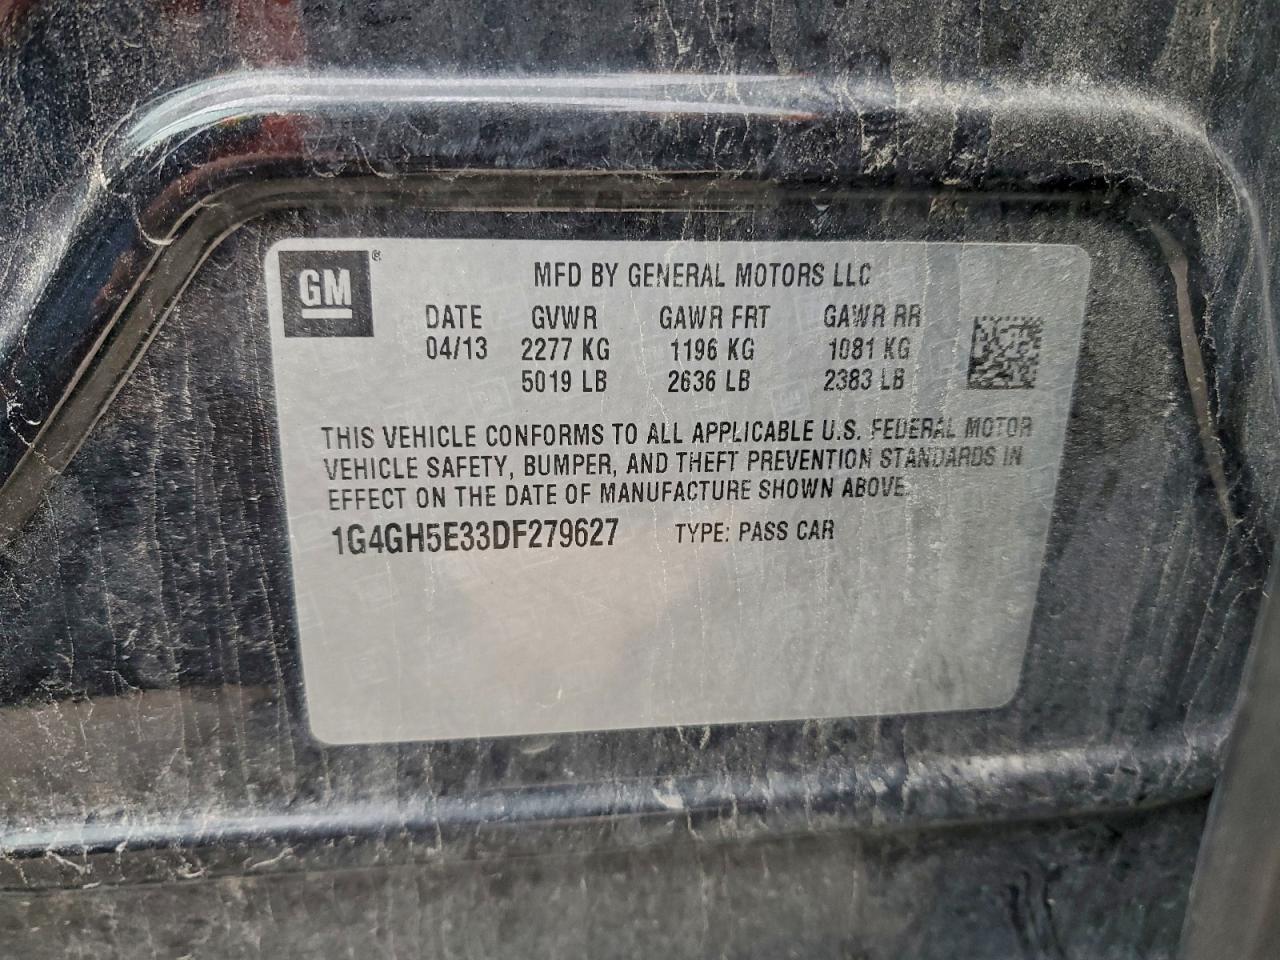 GM®
MFD BY GENERAL MOTORS LLC
DATE GVWR GAWR FRT GAWR RR
04/13 2277 KG 1196 KG 1081 KG
5019 LB 2636 LB 2383 LB
THIS VEHICLE CONFORMS TO ALL APPLICABLE U.S. FEDERAL MOTOR
VEHICLE SAFETY, BUMPER, AND THEFT PREVENTION STANDARDS IN
EFFECT ON THE DATE OF MANUFACTURE SHOWN ABOVE.
1G4GH5E33DF279627 TYPE: PASS CAR